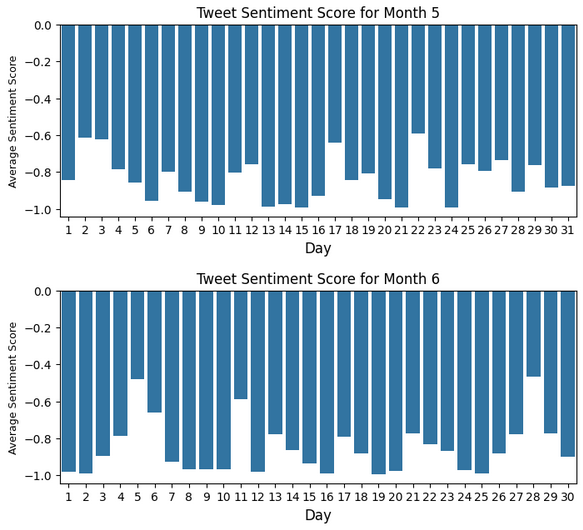 Tweet Sentiment Score for Month 5
Average Sentiment Score
0.0
−0.2
−0.4
−0.6
−0.8
−1.0
1 2 3 4 5 6 7 8 9 10 11 12 13 14 15 16 17 18 19 20 21 22 23 24 25 26 27 28 29 30 31
Day
Tweet Sentiment Score for Month 6
Average Sentiment Score
0.0
−0.2
−0.4
−0.6
−0.8
−1.0
1 2 3 4 5 6 7 8 9 10 11 12 13 14 15 16 17 18 19 20 21 22 23 24 25 26 27 28 29 30
Day